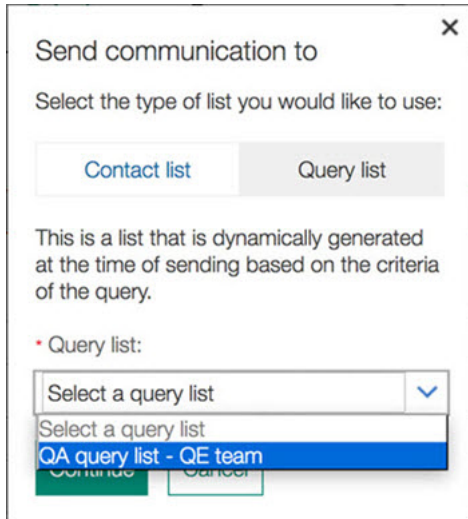 Send communication to
Select the type of list you would like to use:
Contact list
Query list
This is a list that is dynamically generated
at the time of sending based on the criteria
of the query.
* Query list:
Select a query list
Select a query list
QA query list - QE team
Continue
Cancel